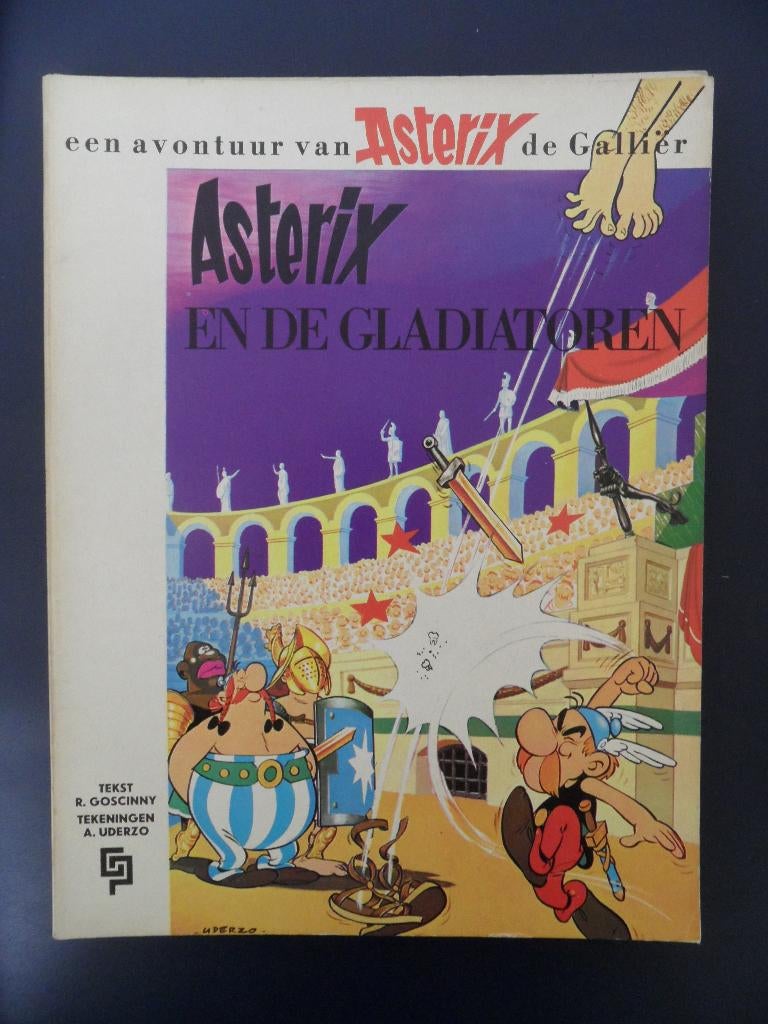 een avontuur van Asterix de Galliër
Asterix
EN DE GLADIATOREN
TEKST
R. GOSCINNY
TEKENINGEN
A. UDERZO
UDERZO